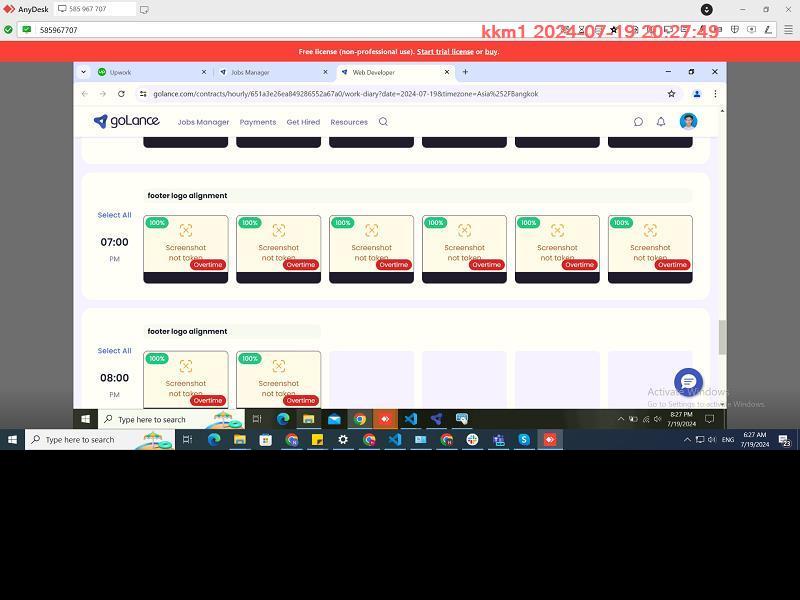 AnyDesk
585 967 707
585967707
kkm1 2024-07-19 20:27:49
Free license (non-professional use). Start trial license or buy.
Upwork
Jobs Manager
Web Developer
golance.com/contracts/hourly/651a3e26ea849286552a67a0/work-diary?date=2024-07-19&timezone=Asia%252FBangkok
goLance
Jobs Manager Payments Get Hired Resources
footer logo alignment
Select All
07:00
PM
100% 100% 100% 100% 100% 100%
Screenshot Screenshot Screenshot Screenshot Screenshot Screenshot
not taken not taken not taken not taken not taken not taken
Overtime Overtime Overtime Overtime Overtime Overtime
footer logo alignment
Select All
08:00
PM
100% 100%
Screenshot Screenshot
not taken not taken
Overtime Overtime
Activate Windows
Go to Settings to activate Windows.
Type here to search
8:27 PM
7/19/2024
Type here to search
ENG
6:27 AM
7/19/2024
23